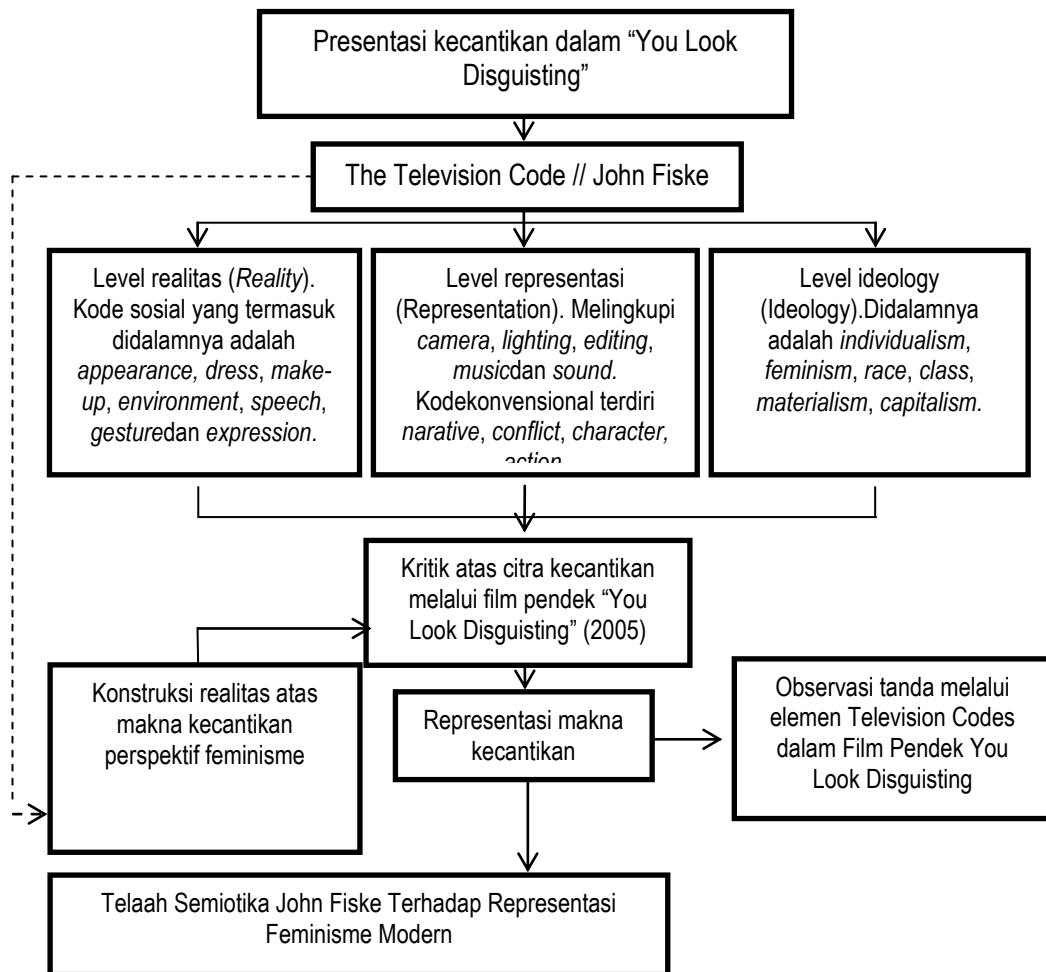 Presentasi kecantikan dalam “You Look
Disguisting”
The Television Code // John Fiske
Level realitas (Reality).
Kode sosial yang termasuk
didalamnya adalah
appearance, dress, make-
up, environment, speech,
gesturedan expression.
Level representasi
(Representation). Melingkupi
camera, lighting, editing,
musicdan sound.
Kodekonvensional terdiri
narative, conflict, character,
action
Level ideology
(Ideology).Didalamnya
adalah individualism,
feminism, race, class,
materialism, capitalism.
Kritik atas citra kecantikan
melalui film pendek “You
Look Disguisting” (2005)
Konstruksi realitas atas
makna kecantikan
perspektif feminisme
Representasi makna
kecantikan
Observasi tanda melalui
elemen Television Codes
dalam Film Pendek You
Look Disguisting
Telaah Semiotika John Fiske Terhadap Representasi
Feminisme Modern